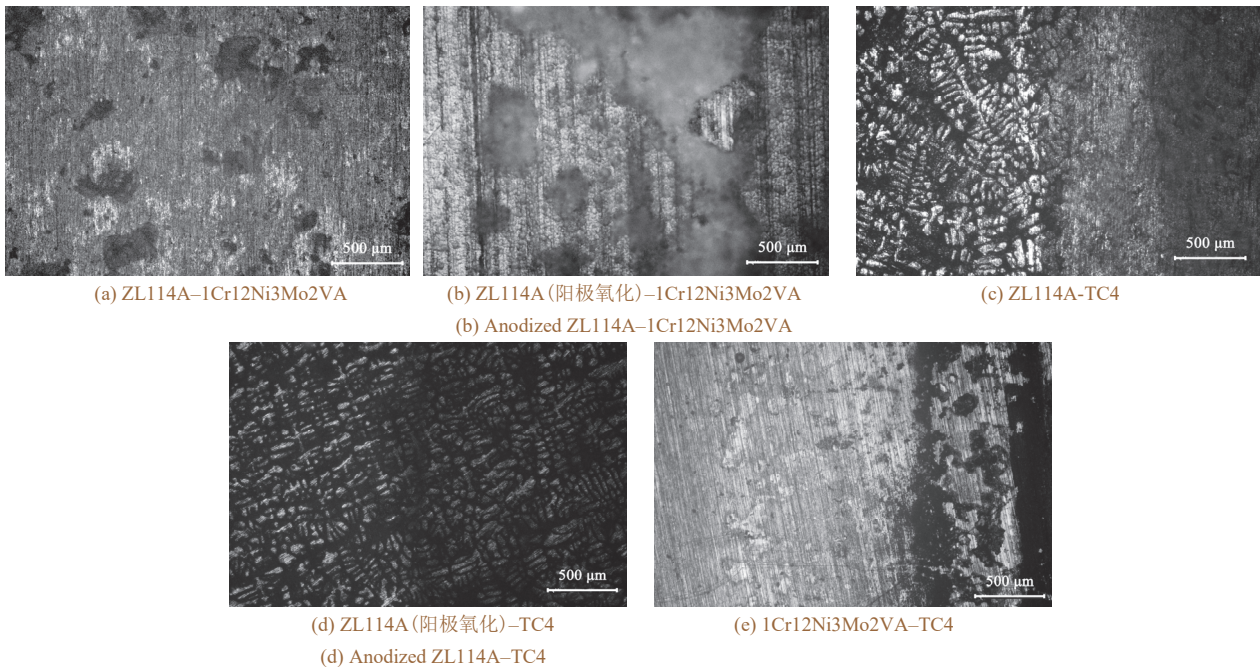 500 μm
500 μm
500 μm
(a) ZL114A–1Cr12Ni3Mo2VA
(b) ZL114A(阳极氧化)–1Cr12Ni3Mo2VA
(b) Anodized ZL114A–1Cr12Ni3Mo2VA
(c) ZL114A-TC4
500 μm
500 μm
(d) ZL114A(阳极氧化)–TC4
(d) Anodized ZL114A–TC4
(e) 1Cr12Ni3Mo2VA–TC4